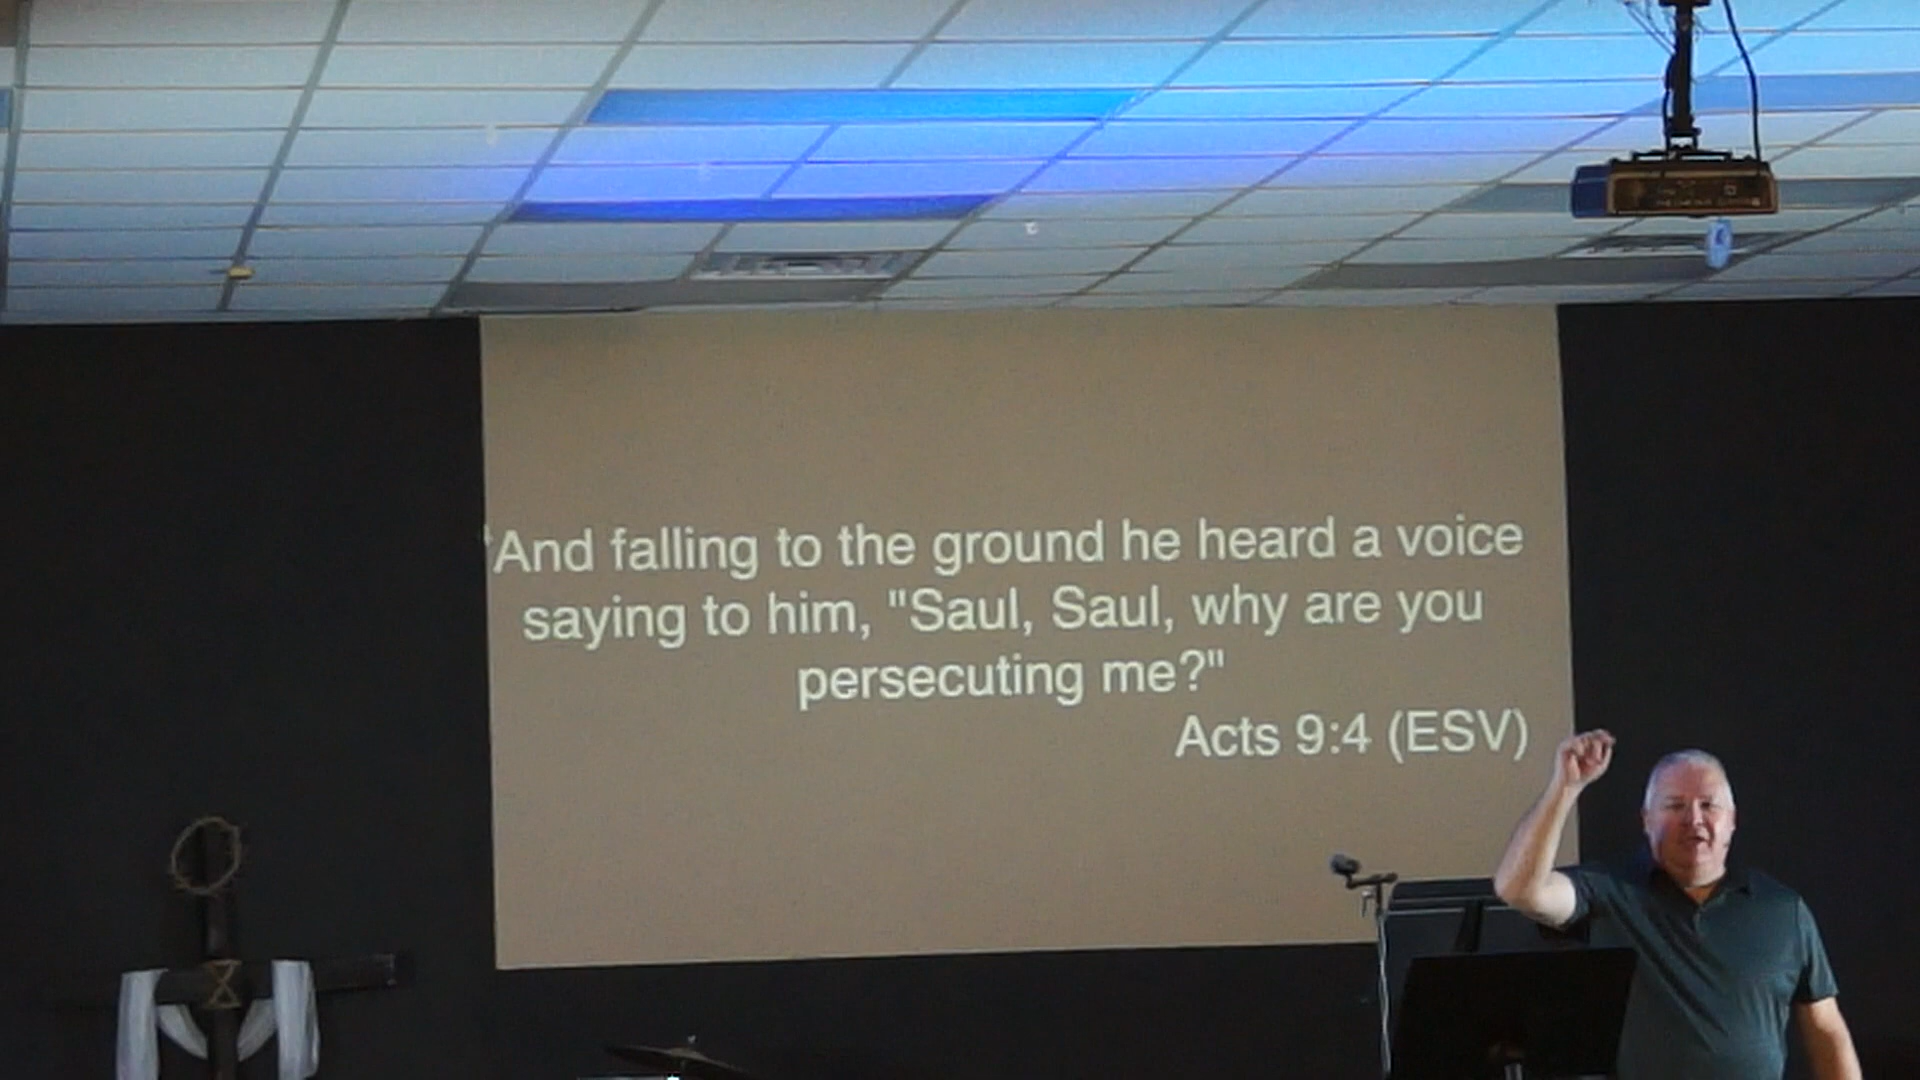 "And falling to the ground he heard a voice
saying to him, "Saul, Saul, why are you
persecuting me?"
Acts 9:4 (ESV)